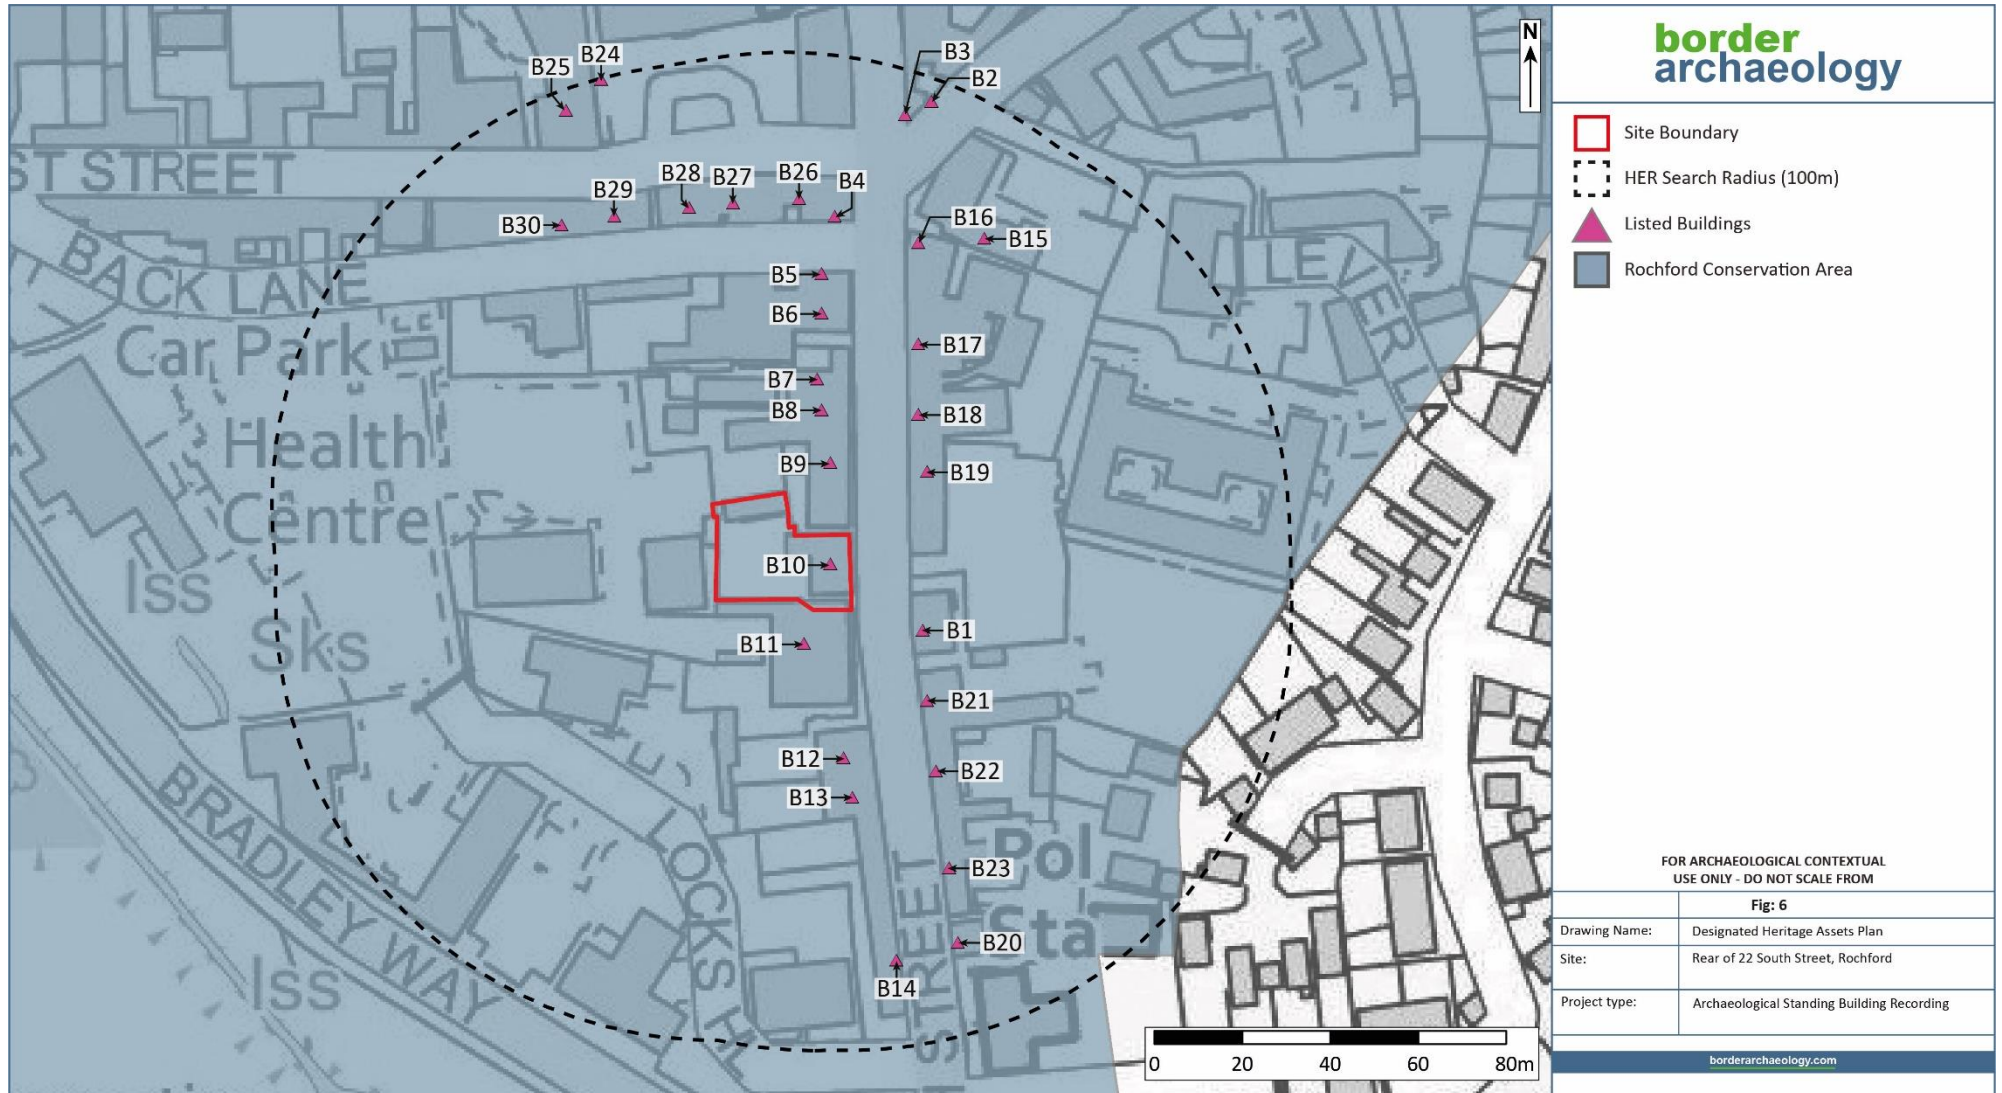 B3
B24
B25
B2
N
ST STREET
B28
B27
B26
B4
B29
B30
B16
B15
BACK LANE
B5
LEVER LA
B6
Car Park
B17
B7
B8
B18
Health
Centre
B9
B19
B10
Iss
Sks
B11
B1
B21
B12
B22
B13
BRADLEY WAY
LOCKS H
B23
Pol
Sta
B20
B14
Iss
STREET
0 20 40 60 80m
border
archaeology
Site Boundary
HER Search Radius (100m)
Listed Buildings
Rochford Conservation Area
FOR ARCHAEOLOGICAL CONTEXTUAL
USE ONLY - DO NOT SCALE FROM
Fig: 6
Drawing Name: Designated Heritage Assets Plan
Site: Rear of 22 South Street, Rochford
Project type: Archaeological Standing Building Recording
borderarchaeology.com